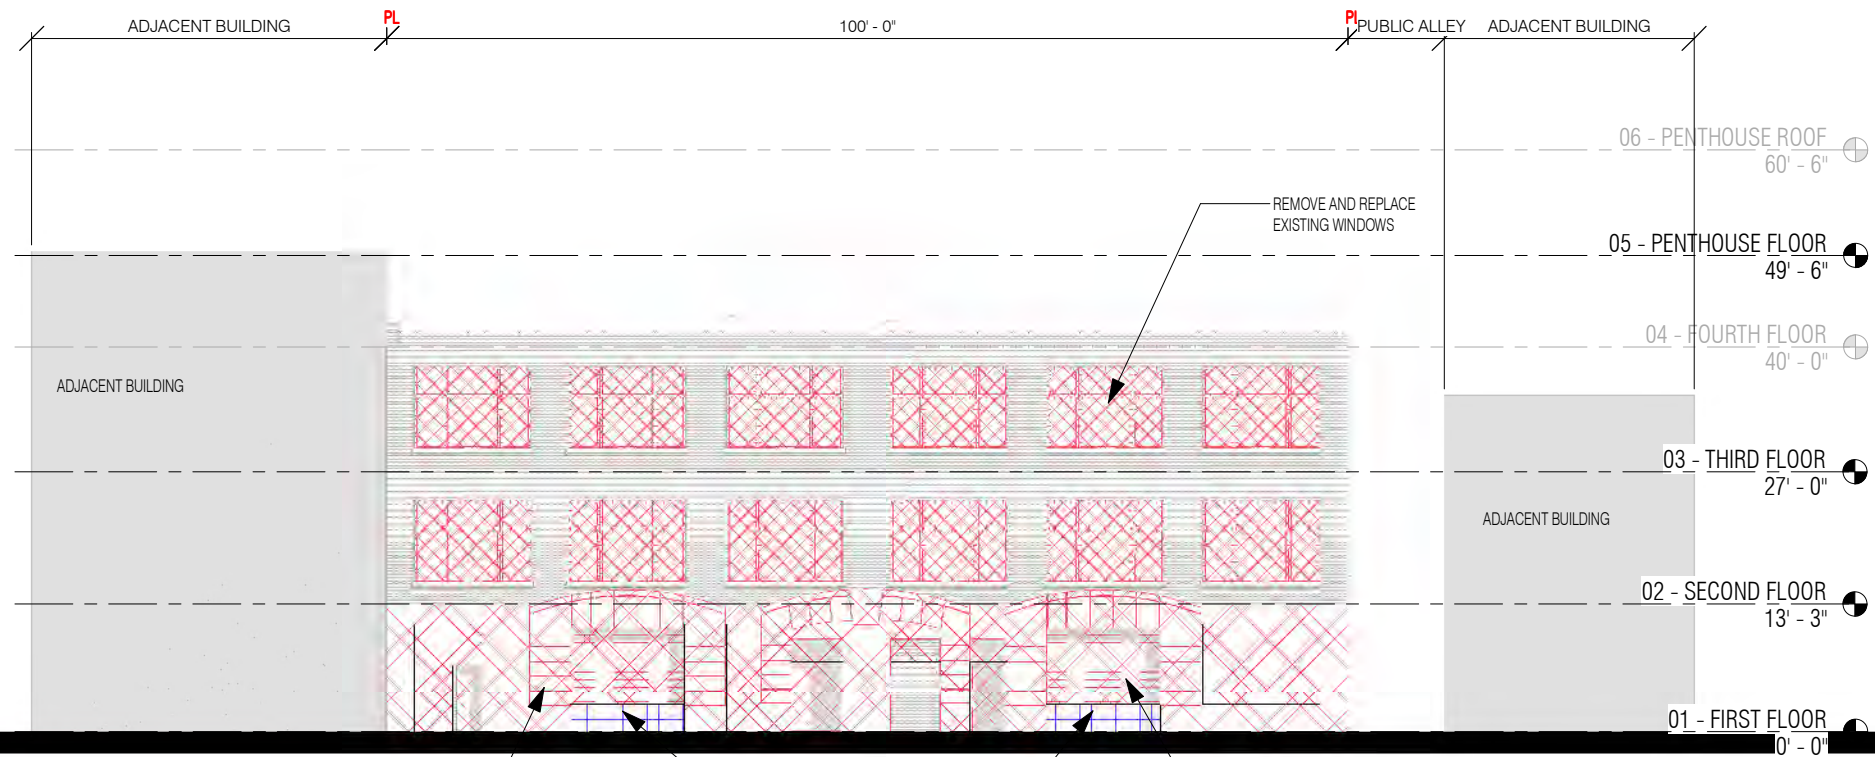 ADJACENT BUILDING
PL
100' - 0"
PL
PUBLIC ALLEY
ADJACENT BUILDING
06 - PENTHOUSE ROOF
60' - 6"
REMOVE AND REPLACE
EXISTING WINDOWS
05 - PENTHOUSE FLOOR
49' - 6"
04 - FOURTH FLOOR
40' - 0"
ADJACENT BUILDING
03 - THIRD FLOOR
27' - 0"
ADJACENT BUILDING
02 - SECOND FLOOR
13' - 3"
01 - FIRST FLOOR
0' - 0"